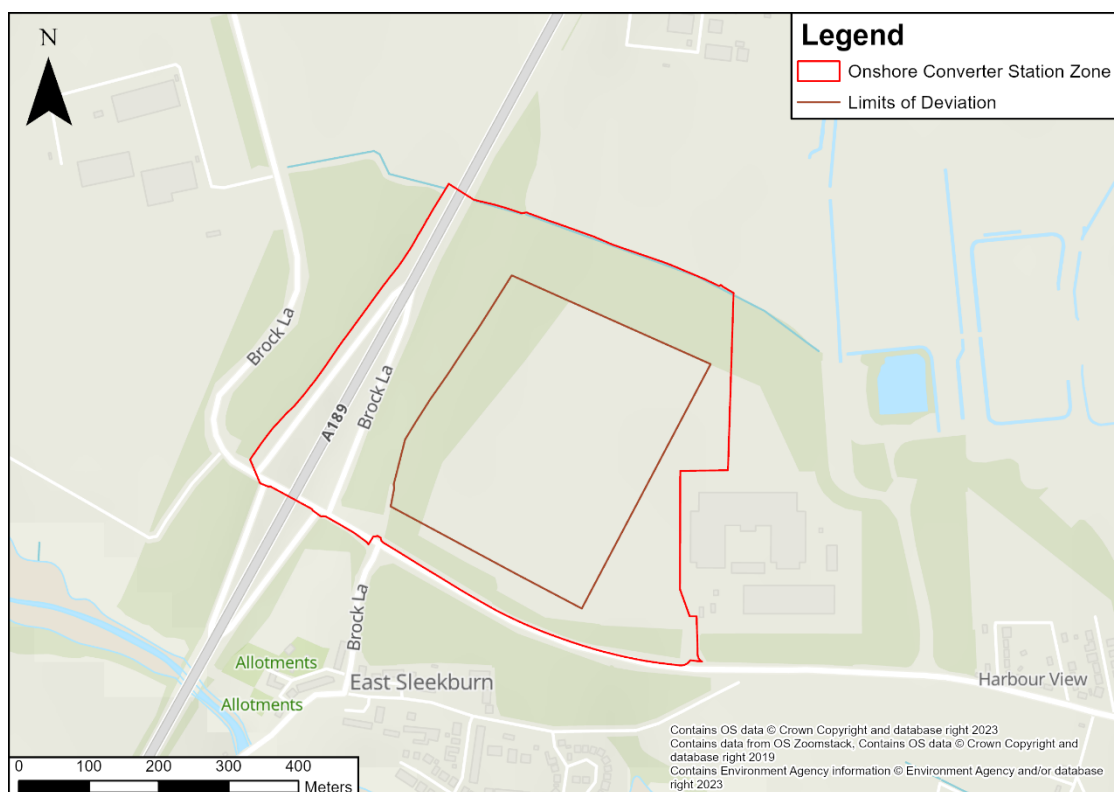 N
Legend
Onshore Converter Station Zone
Limits of Deviation
Brock La
A189
Brock La
Brock La
Allotments
Allotments
East Sleekburn
Harbour View
0 100 200 300 400
Meters
Contains OS data © Crown Copyright and database right 2023
Contains data from OS Zoomstack, Contains OS data © Crown Copyright and
database right 2019
Contains Environment Agency information © Environment Agency and/or database
right 2023